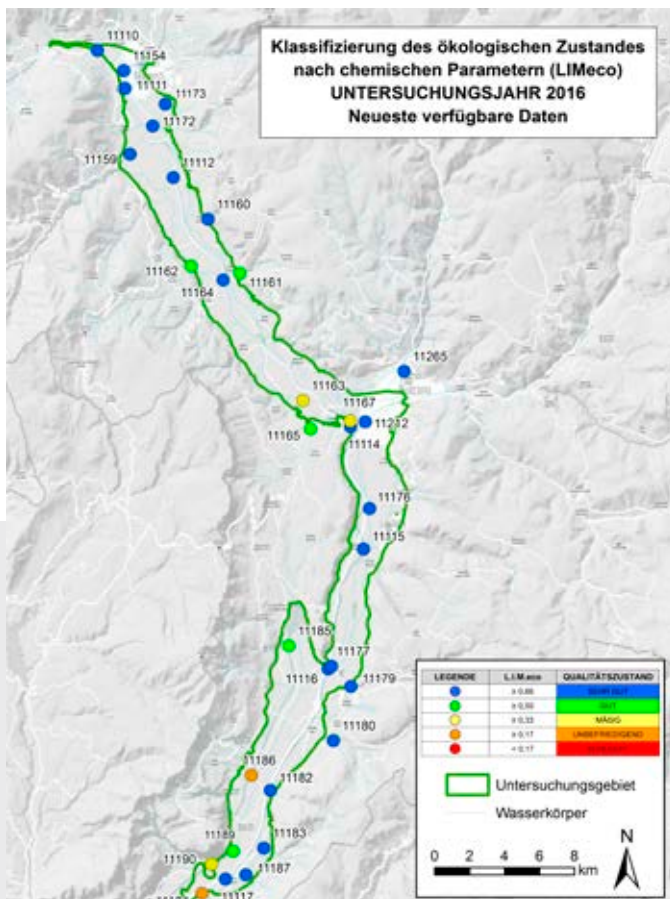 Klassifizierung des ökologischen Zustandes
nach chemischen Parametern (LIMeco)
UNTERSUCHUNGSJAHR 2016
Neueste verfügbare Daten
11110
11154
11111
11173
11172
11159
11112
11160
11162
11161
11164
11265
11163
11167
11165
11212
11114
11176
11115
11185
11177
11116
11179
11180
11186
11182
11189
11183
11190
11187
11117
LEGENDE L.I.M.eco QUALITÄTSZUSTAND
≥ 0,66 SEHR GUT
≥ 0,50 GUT
≥ 0,33 MÄßIG
≥ 0,17 UNBEFRIEDIGEND
< 0,17
Untersuchungsgebiet
Wasserkörper
N
0 2 4 6 8
km